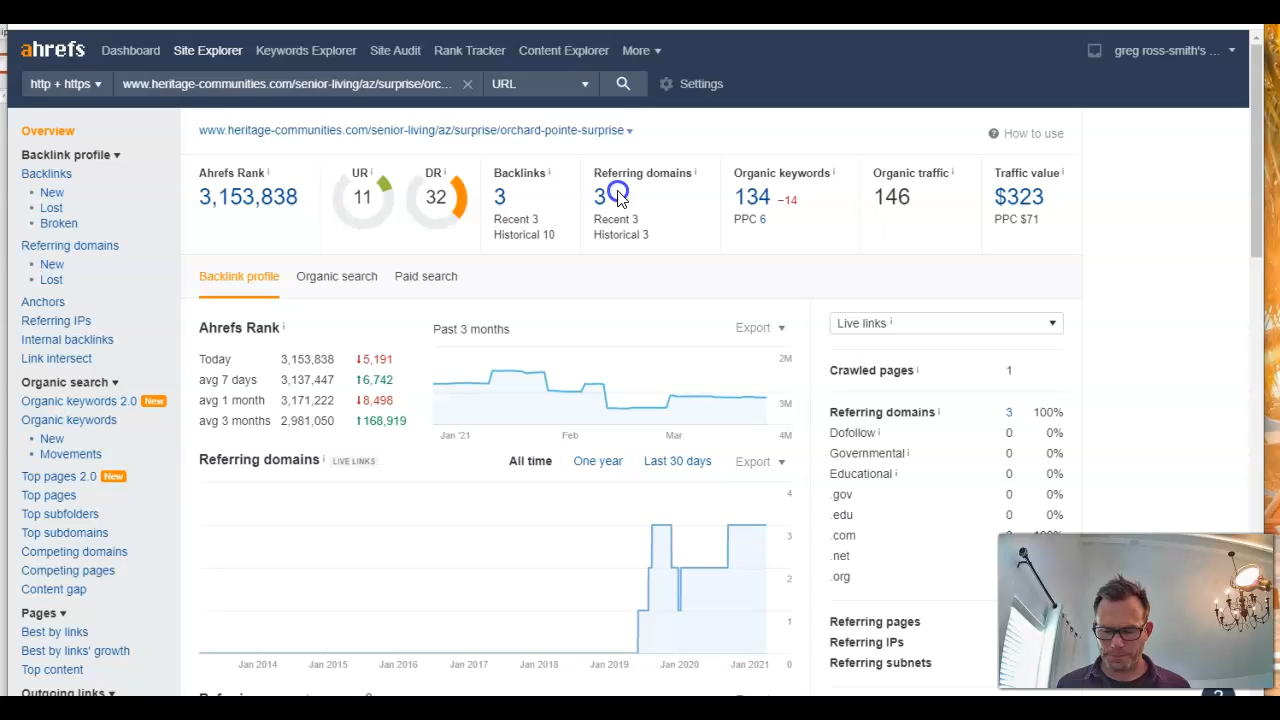 ahrefs Dashboard Site Explorer Keywords Explorer Site Audit Rank Tracker Content Explorer More greg ross-smith's ...
http + https www.heritage-communities.com/senior-living/az/surprise/orc... URL Settings
Overview
Backlink profile
Backlinks
New
Lost
Broken
Referring domains
New
Lost
Anchors
Referring IPs
Internal backlinks
Link intersect
Organic search
Organic keywords 2.0 New
Organic keywords
New
Movements
Top pages 2.0 New
Top pages
Top subfolders
Top subdomains
Competing domains
Competing pages
Content gap
Pages
Best by links
Best by links' growth
Top content
Outgoing links
www.heritage-communities.com/senior-living/az/surprise/orchard-pointe-surprise
How to use
Ahrefs Rank i
3,153,838
UR i
11
DR i
32
Backlinks i
3
Recent 3
Historical 10
Referring domains i
3
Recent 3
Historical 3
Organic keywords i
134 -14
PPC 6
Organic traffic i
146
Traffic value i
$323
PPC $71
Backlink profile Organic search Paid search
Ahrefs Rank i
Today 3,153,838 ↓5,191
avg 7 days 3,137,447 ↑6,742
avg 1 month 3,171,222 ↓8,498
avg 3 months 2,981,050 ↑168,919
Past 3 months Export
2M
3M
4M
Jan '21 Feb Mar
Referring domains i LIVE LINKS All time One year Last 30 days Export
4
3
2
1
0
Jan 2014 Jan 2015 Jan 2016 Jan 2017 Jan 2018 Jan 2019 Jan 2020 Jan 2021
Live links i
Crawled pages i 1
Referring domains i 3 100%
Dofollow i 0 0%
Governmental i 0 0%
Educational i 0 0%
.gov 0 0%
.edu 0 0%
.com
.net
.org
Referring pages
Referring IPs
Referring subnets